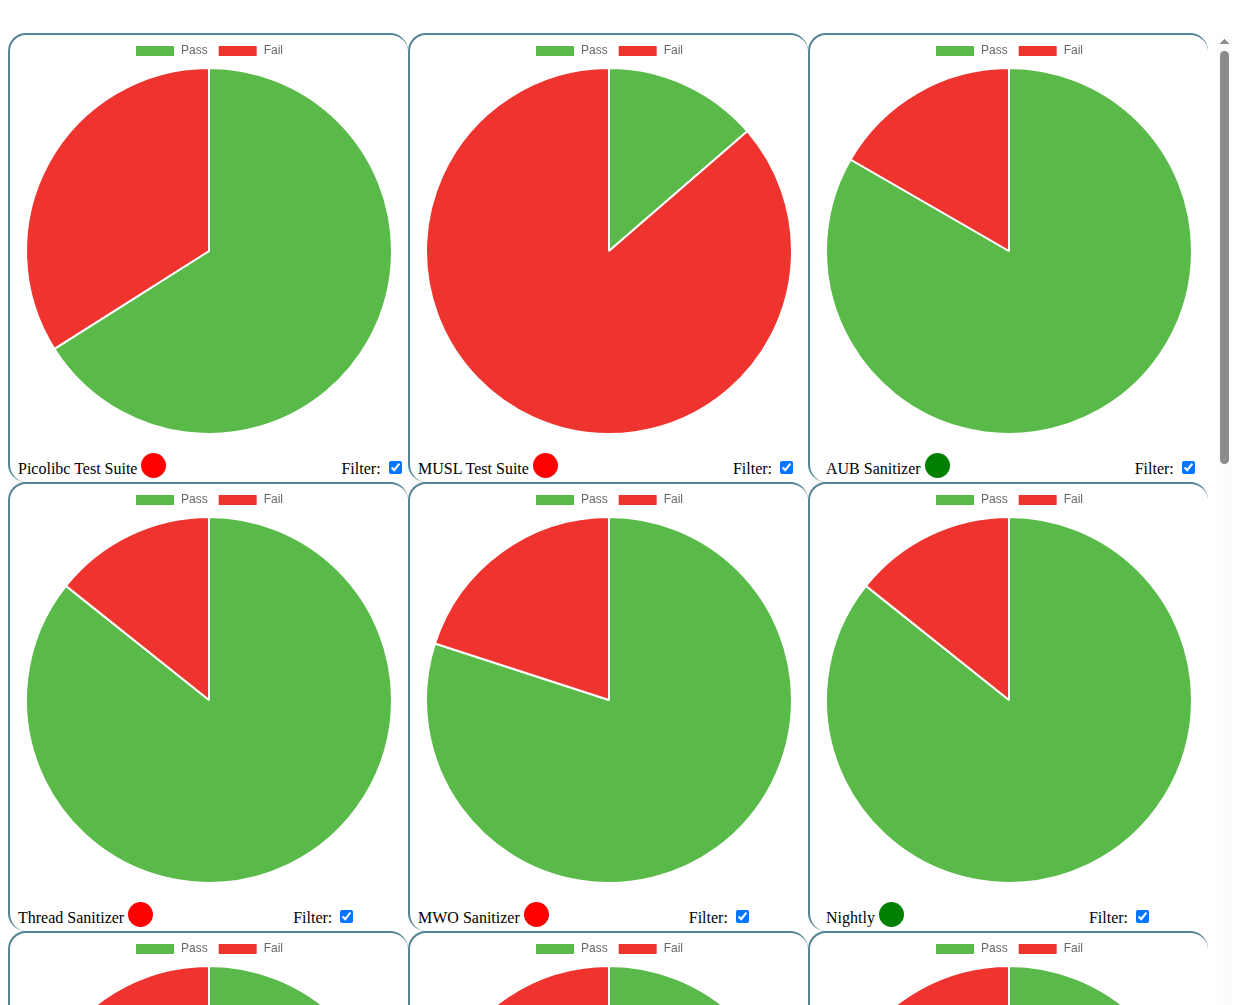 Pass Fail
Pass Fail
Pass Fail
Picolibc Test Suite Filter:
MUSL Test Suite Filter:
AUB Sanitizer Filter:
Pass Fail
Pass Fail
Pass Fail
Thread Sanitizer Filter:
MWO Sanitizer Filter:
Nightly Filter:
Pass Fail
Pass Fail
Pass Fail